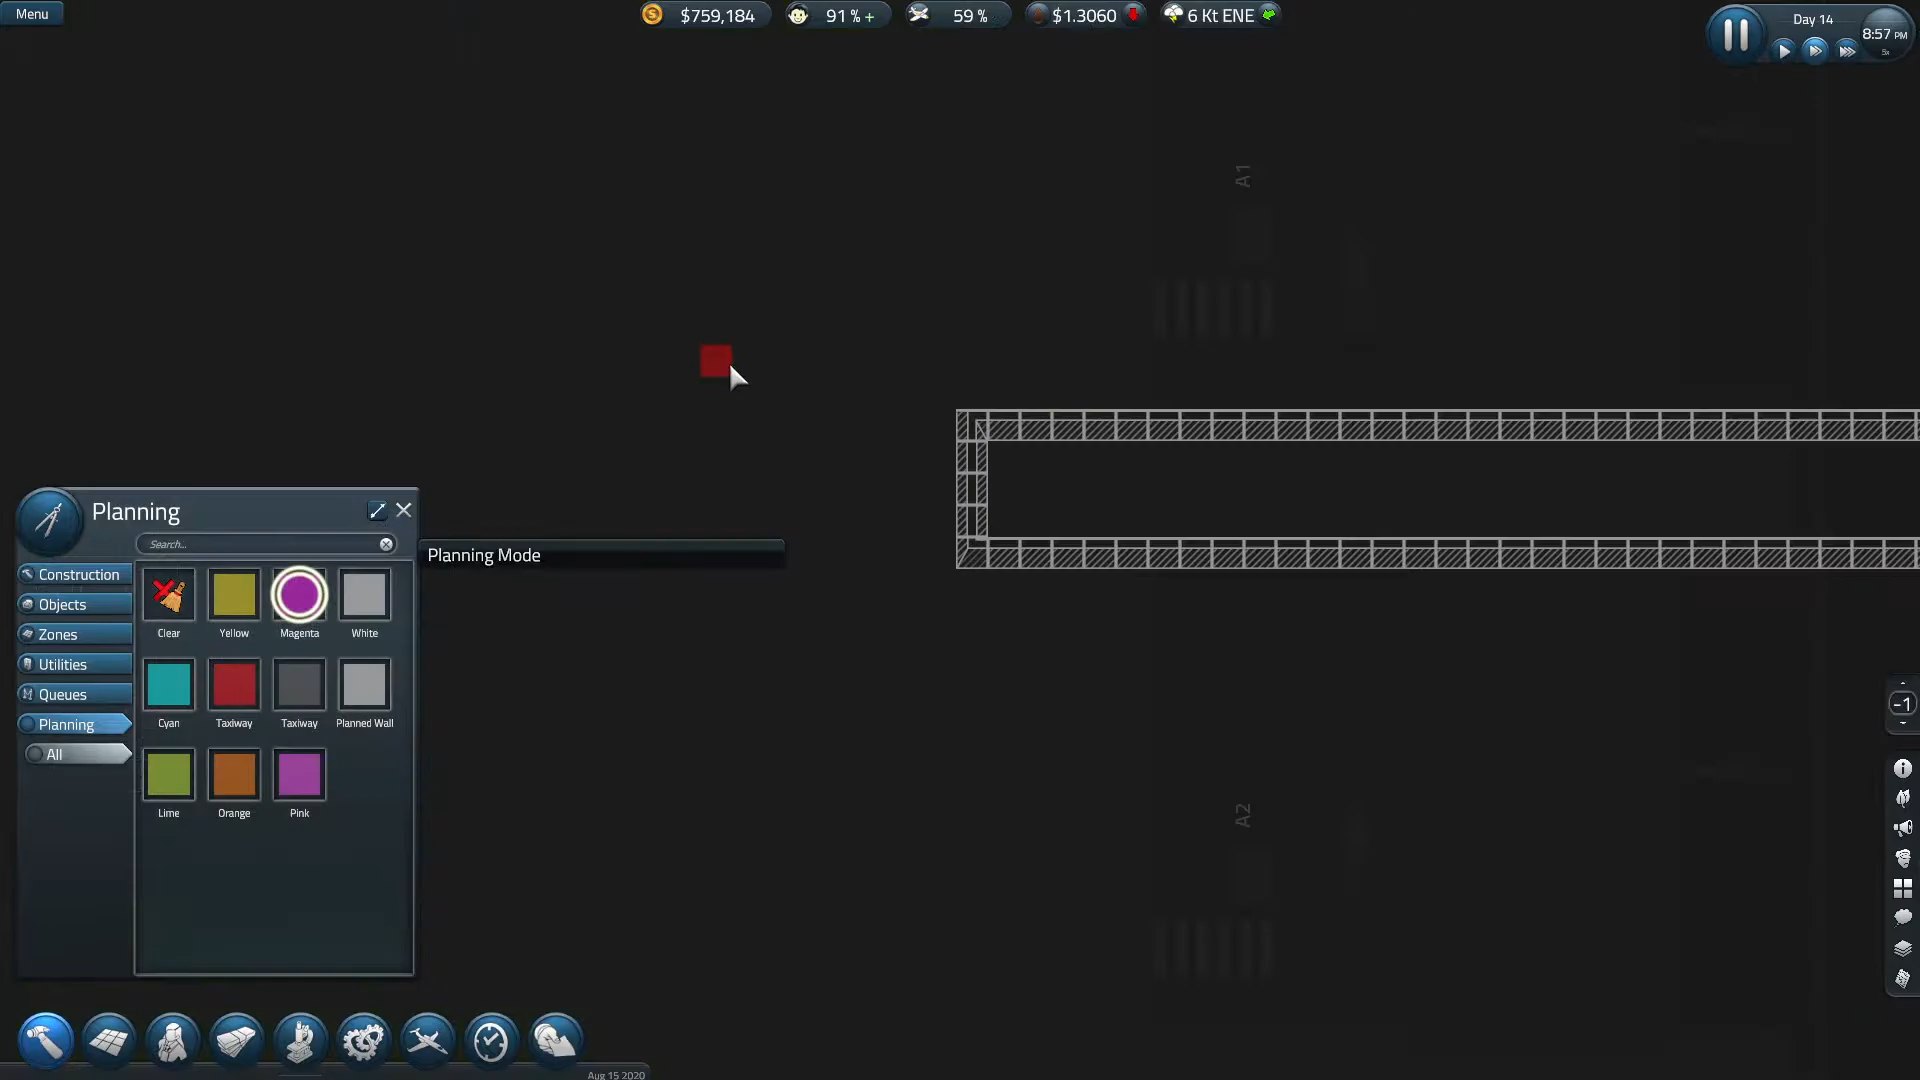 Menu
$759,184
91 % +
59 %
$1.3060
6 Kt ENE
Day 14
8:57 PM
5x
A1
Planning
Search...
Planning Mode
Construction
Objects
Zones
Utilities
Queues
Planning
All
Clear
Yellow
Magenta
White
Cyan
Taxiway
Taxiway
Planned Wall
Lime
Orange
Pink
-1
A2
Aug 15 2020